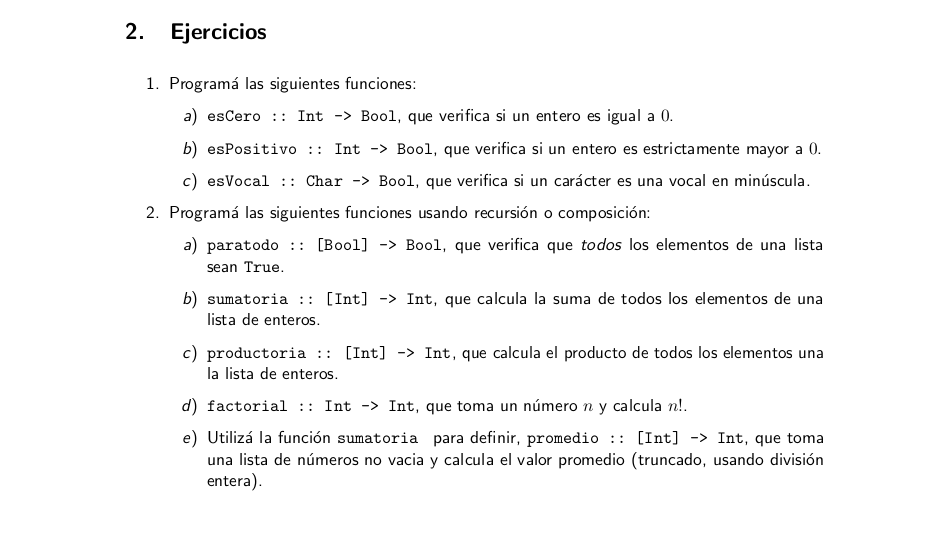 2. Ejercicios
1. Programá las siguientes funciones:
a) esCero :: Int -> Bool, que verifica si un entero es igual a 0.
b) esPositivo :: Int -> Bool, que verifica si un entero es estrictamente mayor a 0.
c) esVocal :: Char -> Bool, que verifica si un carácter es una vocal en minúscula.
2. Programá las siguientes funciones usando recursión o composición:
a) paratodo :: [Bool] -> Bool, que verifica que todos los elementos de una lista
sean True.
b) sumatoria :: [Int] -> Int, que calcula la suma de todos los elementos de una
lista de enteros.
c) productoria :: [Int] -> Int, que calcula el producto de todos los elementos una
la lista de enteros.
d) factorial :: Int -> Int, que toma un número n y calcula n!.
e) Utilizá la función sumatoria para definir, promedio :: [Int] -> Int, que toma
una lista de números no vacia y calcula el valor promedio (truncado, usando división
entera).